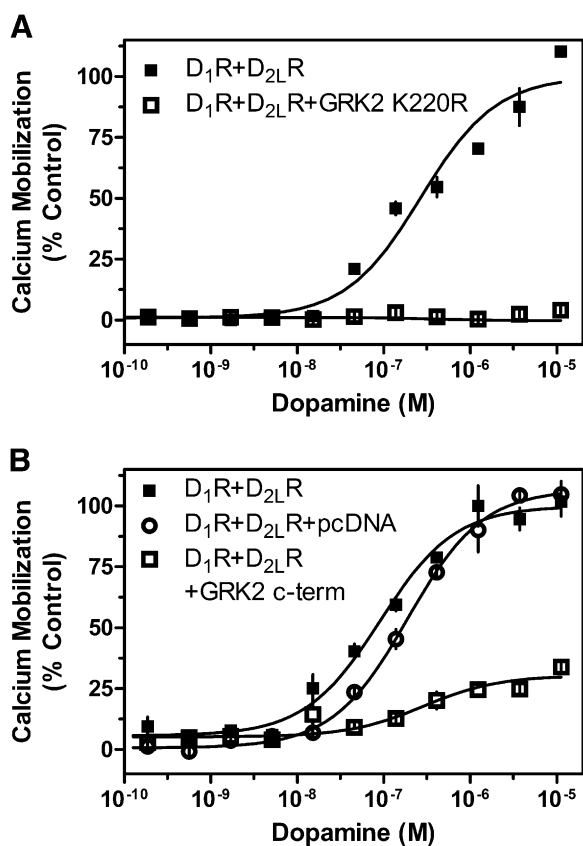 A
D₁R+D₂LR
D₁R+D₂LR+GRK2 K220R
100
75
50
25
0
Calcium Mobilization
(% Control)
10⁻¹⁰ 10⁻⁹ 10⁻⁸ 10⁻⁷ 10⁻⁶ 10⁻⁵
Dopamine (M)
B
D₁R+D₂LR
D₁R+D₂LR+pcDNA
D₁R+D₂LR
+GRK2 c-term
100
75
50
25
0
Calcium Mobilization
(% Control)
10⁻¹⁰ 10⁻⁹ 10⁻⁸ 10⁻⁷ 10⁻⁶ 10⁻⁵
Dopamine (M)